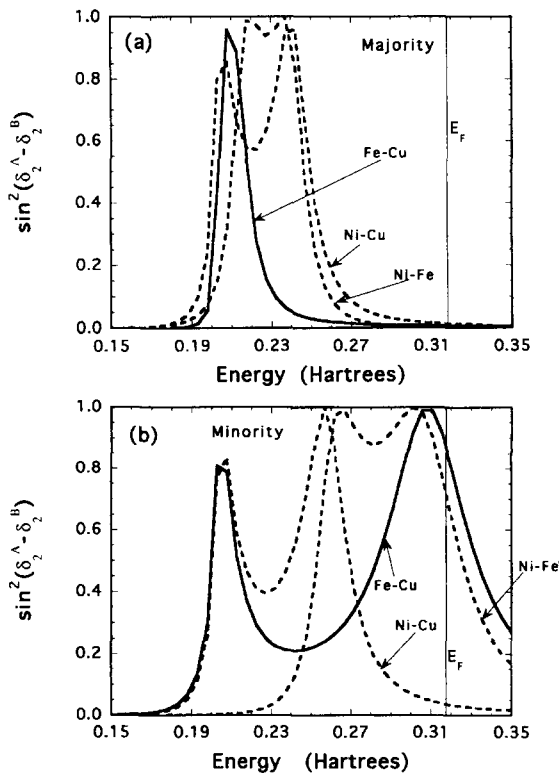 (a)
Majority
1.0
0.8
0.6
0.4
0.2
0.0
sin²(δ₂ᴬ-δ₂ᴮ)
E_F
Fe-Cu
Ni-Cu
Ni-Fe
0.15 0.19 0.23 0.27 0.31 0.35
Energy (Hartrees)
(b)
Minority
1.0
0.8
0.6
0.4
0.2
0.0
sin²(δ₂ᴬ-δ₂ᴮ)
Ni-Fe
Fe-Cu
Ni-Cu
E_F
0.15 0.19 0.23 0.27 0.31 0.35
Energy (Hartrees)